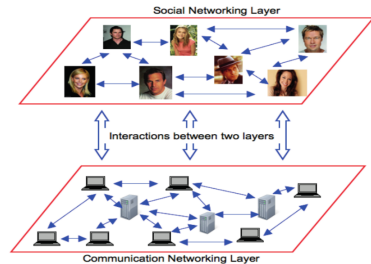 Social Networking Layer
Interactions between two layers
Communication Networking Layer